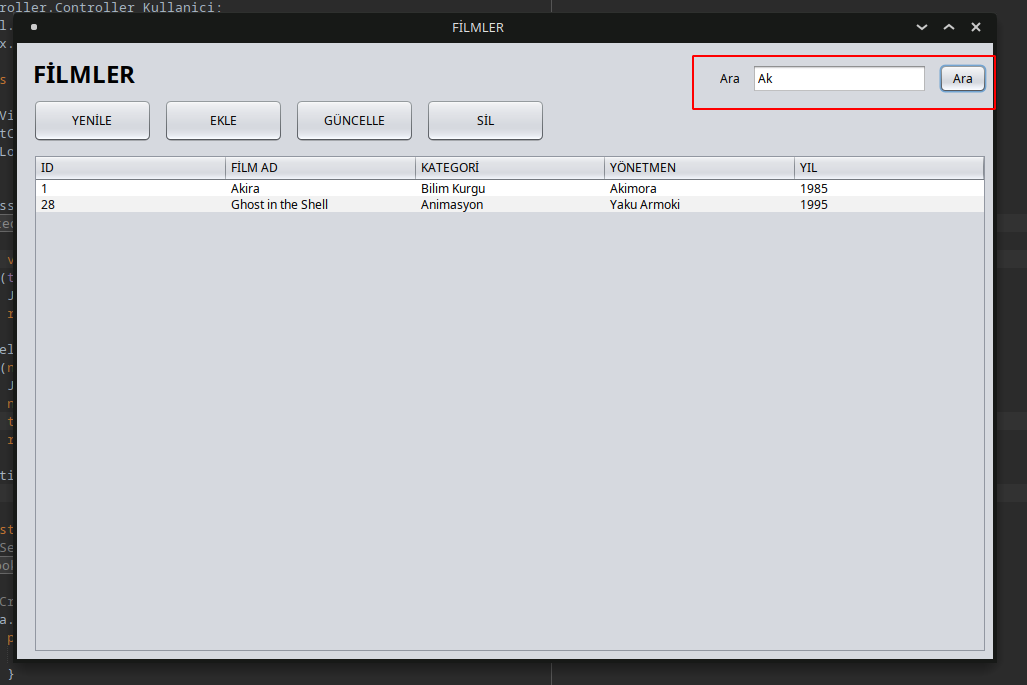 roller.Controller Kullanici;
FİLMLER
FİLMLER
Ara Ak Ara
YENİLE EKLE GÜNCELLE SİL
ID FİLM AD KATEGORİ YÖNETMEN YIL
1 Akira Bilim Kurgu Akimora 1985
28 Ghost in the Shell Animasyon Yaku Armoki 1995